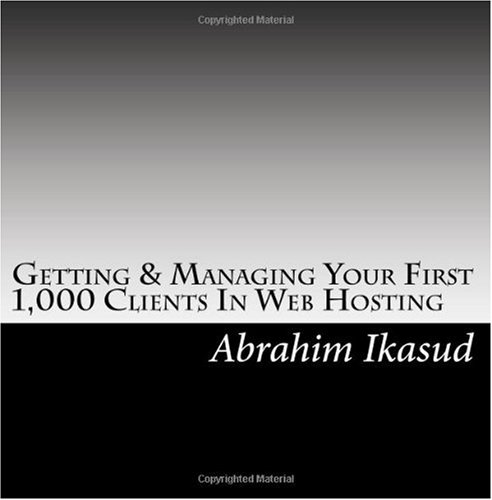 Copyrighted Material
Getting & Managing Your First
1,000 Clients In Web Hosting
Abrahim Ikasud
Copyrighted Material